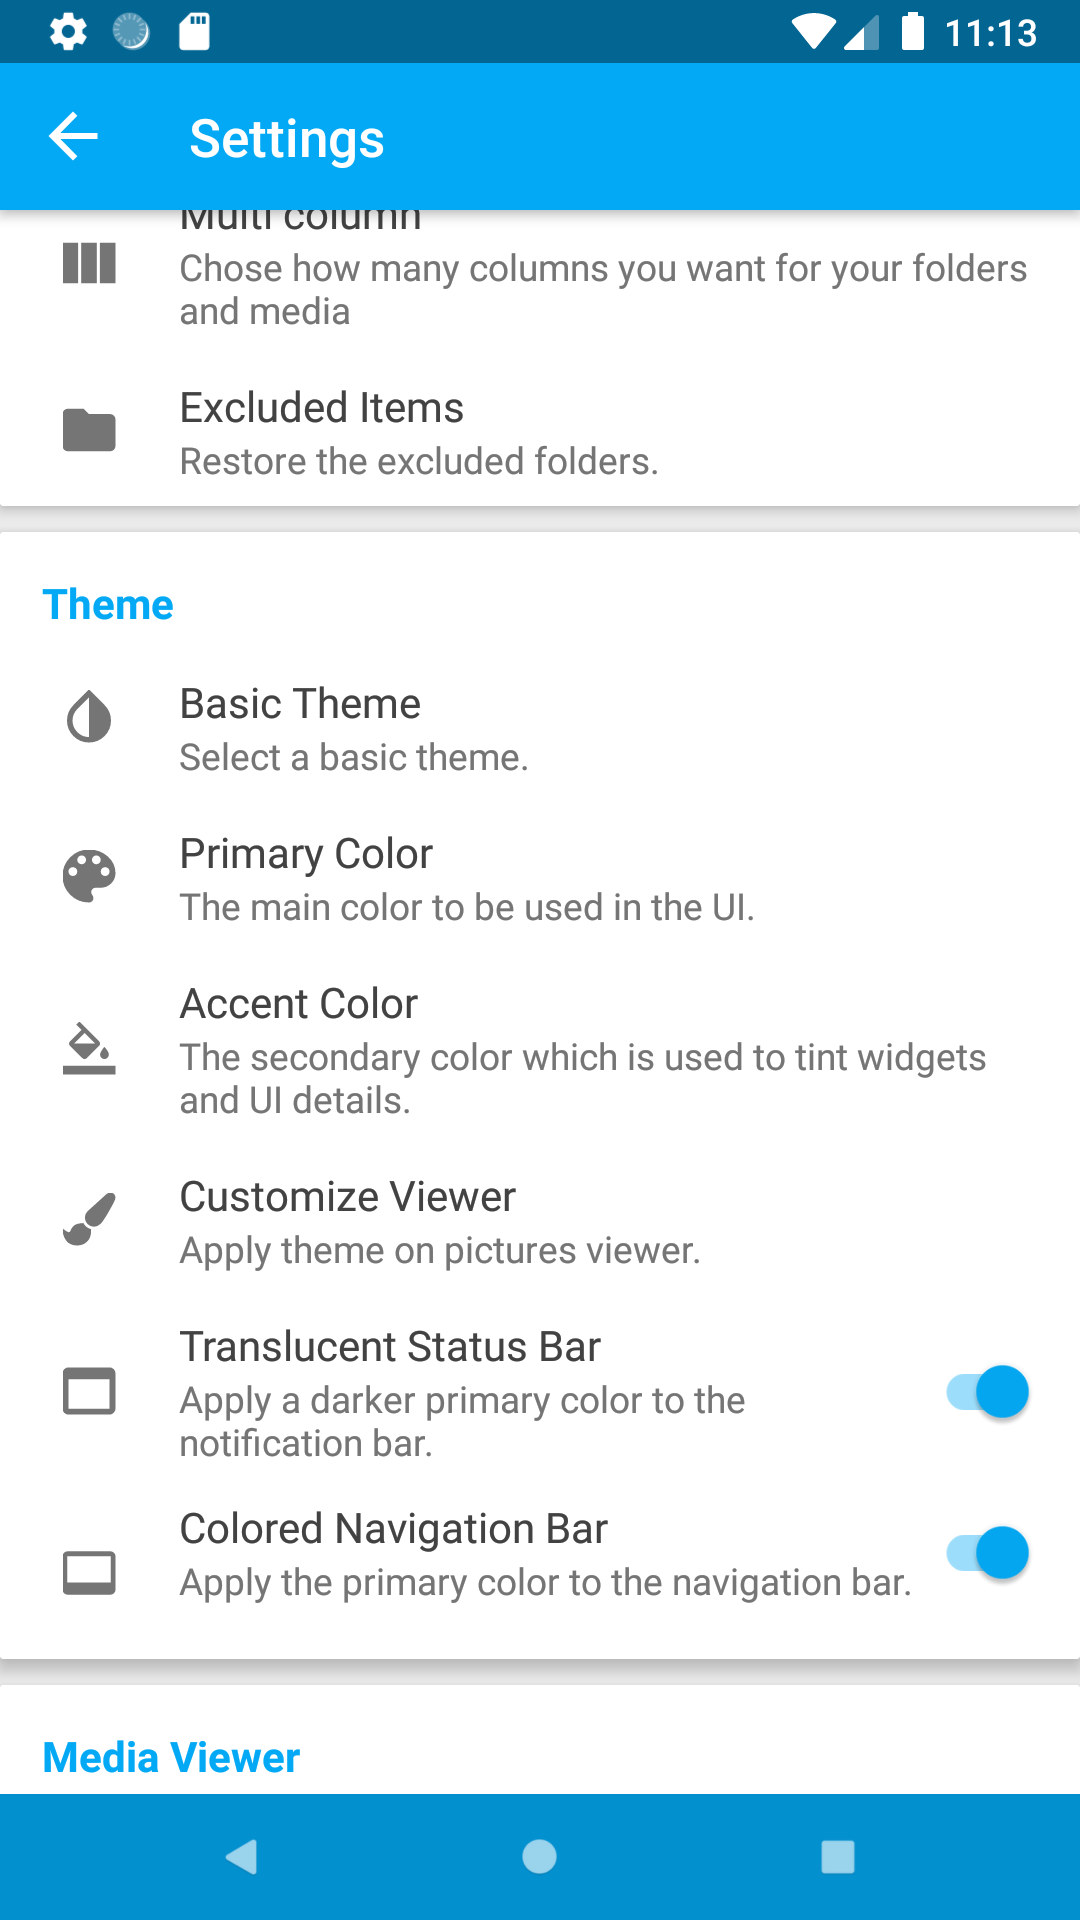 11:13
Settings
Multi column
Chose how many columns you want for your folders
and media
Excluded Items
Restore the excluded folders.
Theme
Basic Theme
Select a basic theme.
Primary Color
The main color to be used in the UI.
Accent Color
The secondary color which is used to tint widgets
and UI details.
Customize Viewer
Apply theme on pictures viewer.
Translucent Status Bar
Apply a darker primary color to the
notification bar.
Colored Navigation Bar
Apply the primary color to the navigation bar.
Media Viewer